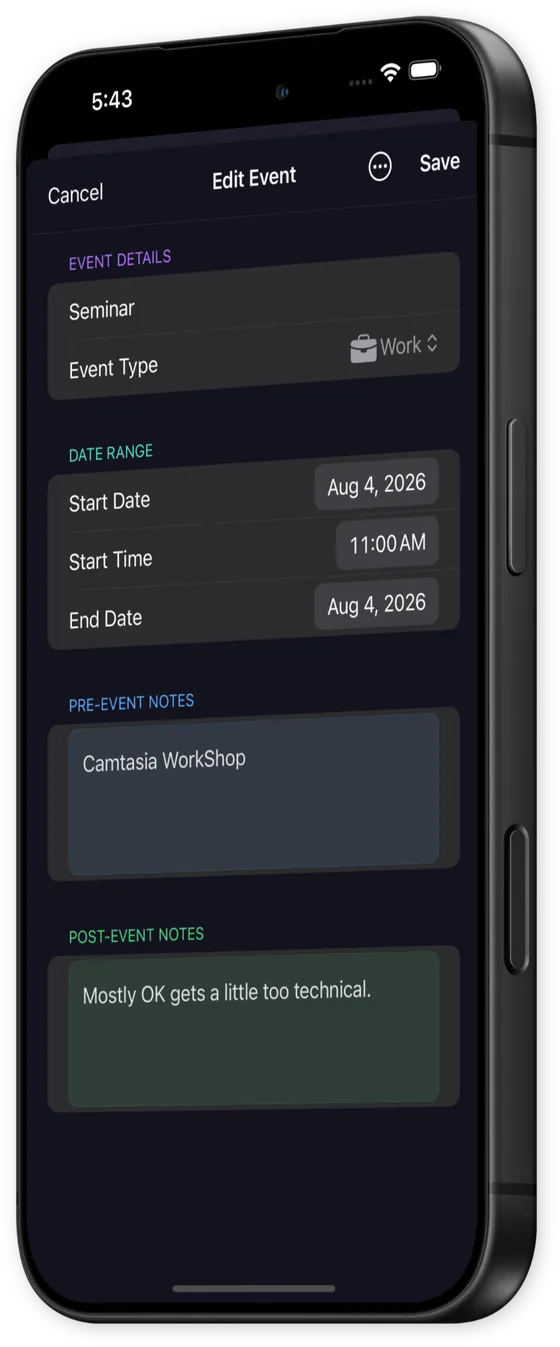 5:43
Cancel
Edit Event
Save
EVENT DETAILS
Seminar
Event Type
Work
DATE RANGE
Start Date
Aug 4, 2026
Start Time
11:00 AM
End Date
Aug 4, 2026
PRE-EVENT NOTES
Camtasia WorkShop
POST-EVENT NOTES
Mostly OK gets a little too technical.